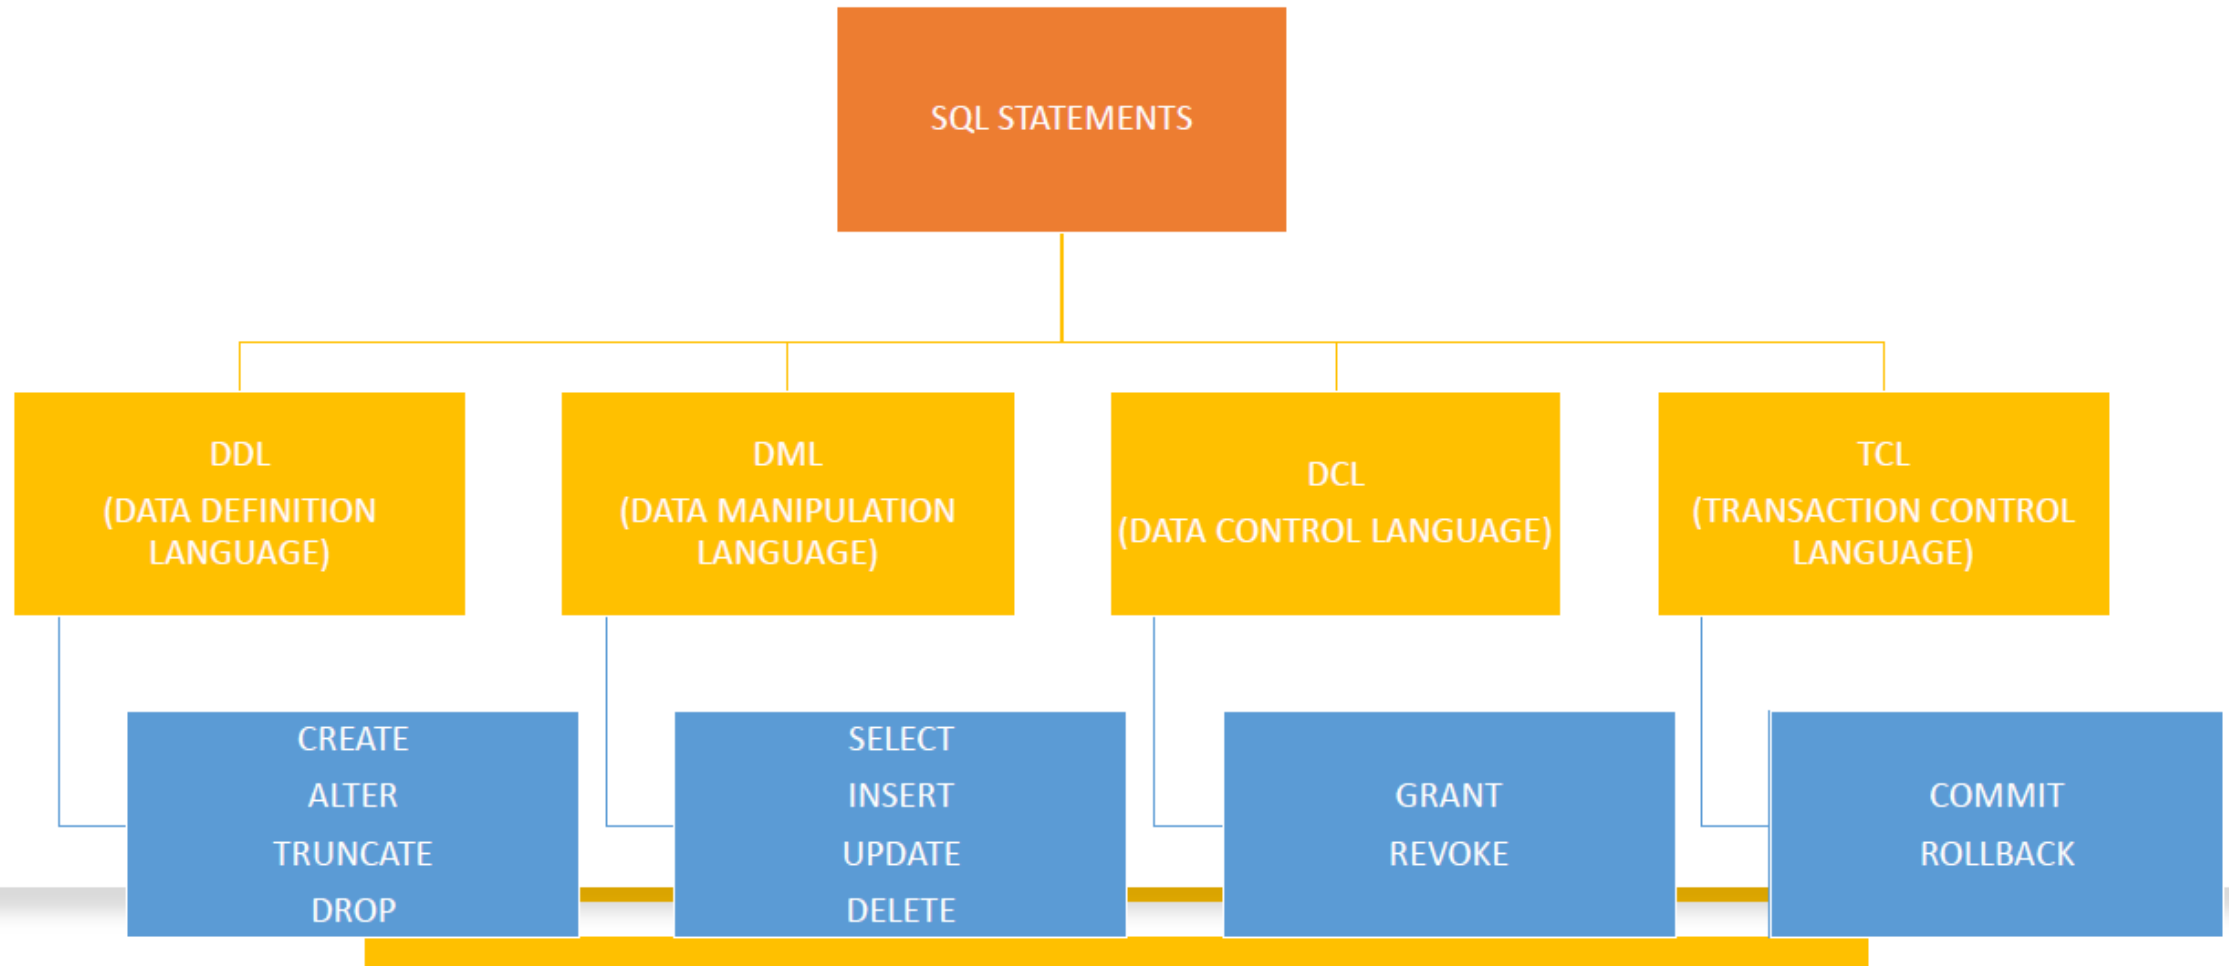 SQL STATEMENTS
DDL
(DATA DEFINITION
LANGUAGE)
DML
(DATA MANIPULATION
LANGUAGE)
DCL
(DATA CONTROL LANGUAGE)
TCL
(TRANSACTION CONTROL
LANGUAGE)
CREATE
ALTER
TRUNCATE
DROP
SELECT
INSERT
UPDATE
DELETE
GRANT
REVOKE
COMMIT
ROLLBACK